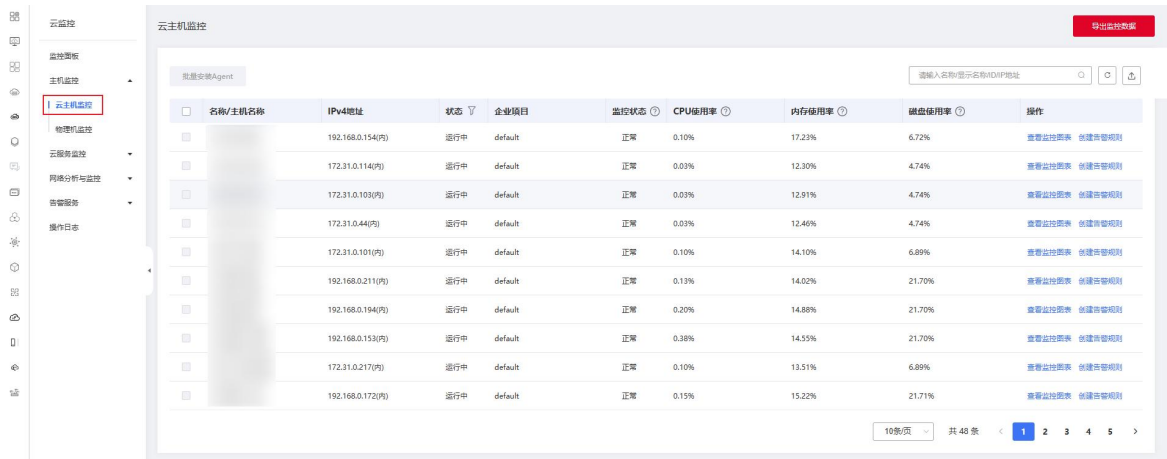 云监控
云主机监控
导出监控数据
监控面板
主机监控
云主机监控
物理机监控
云服务监控
网络分析与监控
告警服务
操作日志
批量安装Agent
请输入名称/显示名称/ID/IP地址
名称/主机名称 IPv4地址 状态 企业项目 监控状态 CPU使用率 内存使用率 磁盘使用率 操作
192.168.0.154(内) 运行中 default 正常 0.10% 17.23% 6.72% 查看监控图表 创建告警规则
172.31.0.114(内) 运行中 default 正常 0.03% 12.30% 4.74% 查看监控图表 创建告警规则
172.31.0.103(内) 运行中 default 正常 0.03% 12.91% 4.74% 查看监控图表 创建告警规则
172.31.0.44(内) 运行中 default 正常 0.03% 12.46% 4.74% 查看监控图表 创建告警规则
172.31.0.101(内) 运行中 default 正常 0.10% 14.10% 6.89% 查看监控图表 创建告警规则
192.168.0.211(内) 运行中 default 正常 0.13% 14.02% 21.70% 查看监控图表 创建告警规则
192.168.0.194(内) 运行中 default 正常 0.20% 14.88% 21.70% 查看监控图表 创建告警规则
192.168.0.153(内) 运行中 default 正常 0.38% 14.55% 21.70% 查看监控图表 创建告警规则
172.31.0.217(内) 运行中 default 正常 0.10% 13.51% 6.89% 查看监控图表 创建告警规则
192.168.0.172(内) 运行中 default 正常 0.15% 15.22% 21.71% 查看监控图表 创建告警规则
10条/页 共 48 条 < 1 2 3 4 5 >